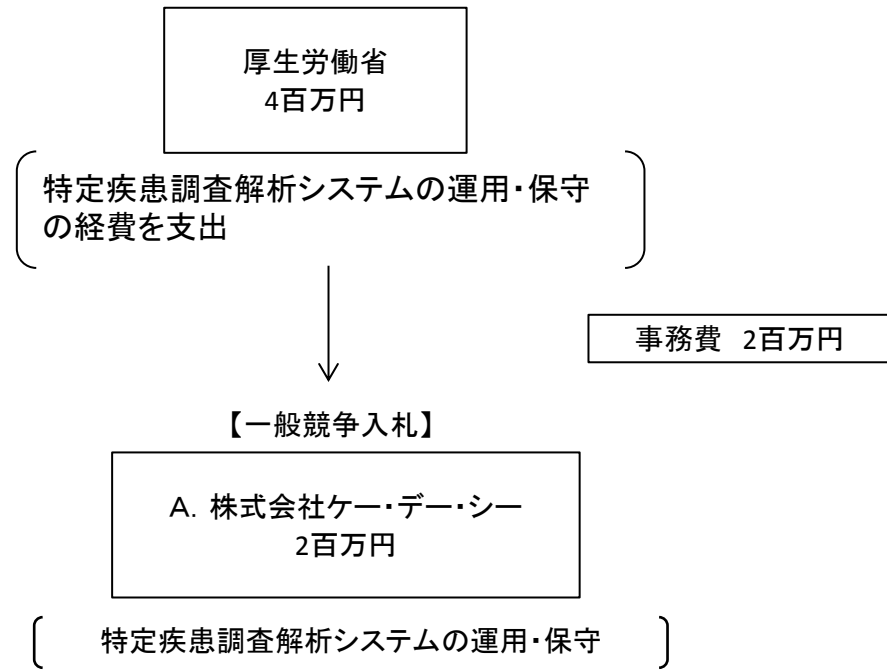 厚生労働省
4百万円
特定疾患調査解析システムの運用・保守
の経費を支出
事務費 2百万円
【一般競争入札】
A. 株式会社ケー・デー・シー
2百万円
特定疾患調査解析システムの運用・保守